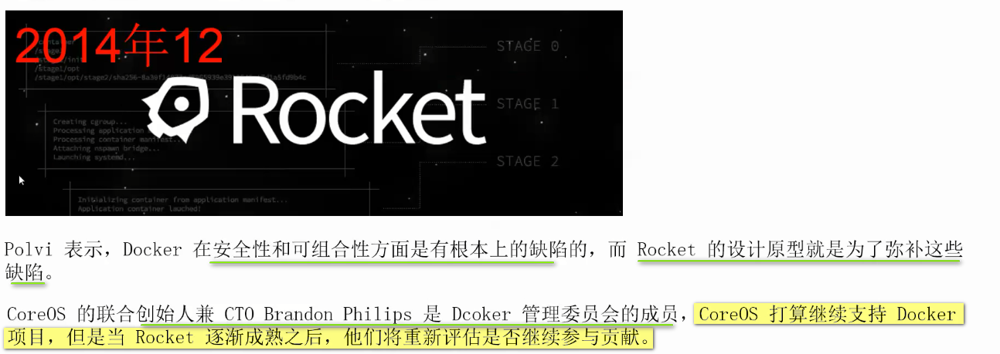 2014年12
STAGE 0
/stage1/opt
Rocket
STAGE 1
Creating cgroup...
Processing application
Processing container manifest..
Attaching nspawn bridge...
Launching systemd...
STAGE 2
Initializing container from application manifest...
Application container lauched!
Polvi 表示，Docker 在安全性和可组合性方面是有根本上的缺陷的，而 Rocket 的设计原型就是为了弥补这些
缺陷。
CoreOS 的联合创始人兼 CTO Brandon Philips 是 Dcoker 管理委员会的成员，CoreOS 打算继续支持 Docker
项目，但是当 Rocket 逐渐成熟之后，他们将重新评估是否继续参与贡献。